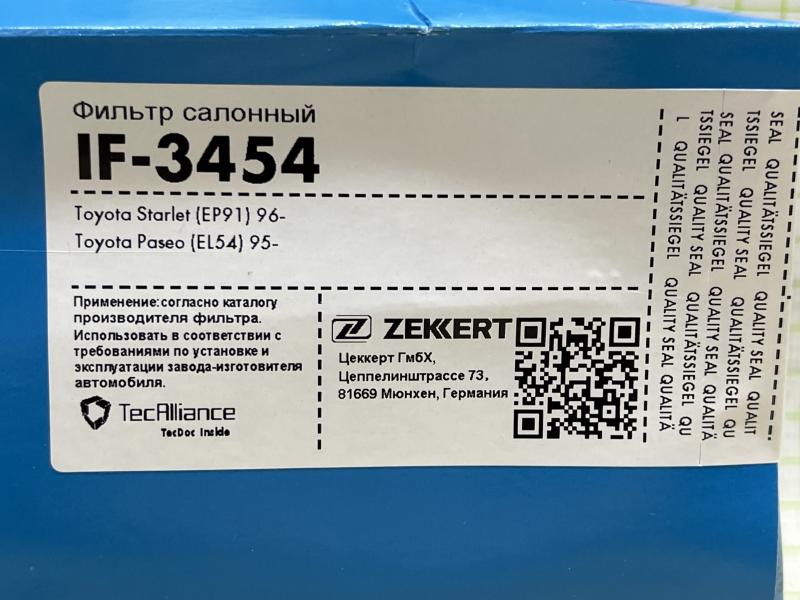 Фильтр салонный
IF-3454
Toyota Starlet (EP91) 96-
Toyota Paseo (EL54) 95-
Применение: согласно каталогу
производителя фильтра.
Использовать в соответствии с
требованиями по установке и
эксплуатации завода-изготовителя
автомобиля.
TecAlliance
TecDoc Inside
ZEKKERT
Цеккерт ГмбХ,
Цеппелинштрассе 73,
81669 Мюнхен, Германия
SEAL QUALITÄTSSIEGEL QUALITY SEAL QUALIT
TSSIEGEL QUALITY SEAL QUALITÄTSSIEGEL QU
SEAL QUALITÄTSSIEGEL QUALITY SEAL QUALITÄ
TSSIEGEL QUALITY SEAL QUALITÄTSSIEGEL QU
L QUALITÄTSSIEGEL QUALITY SEAL QUALITÄ